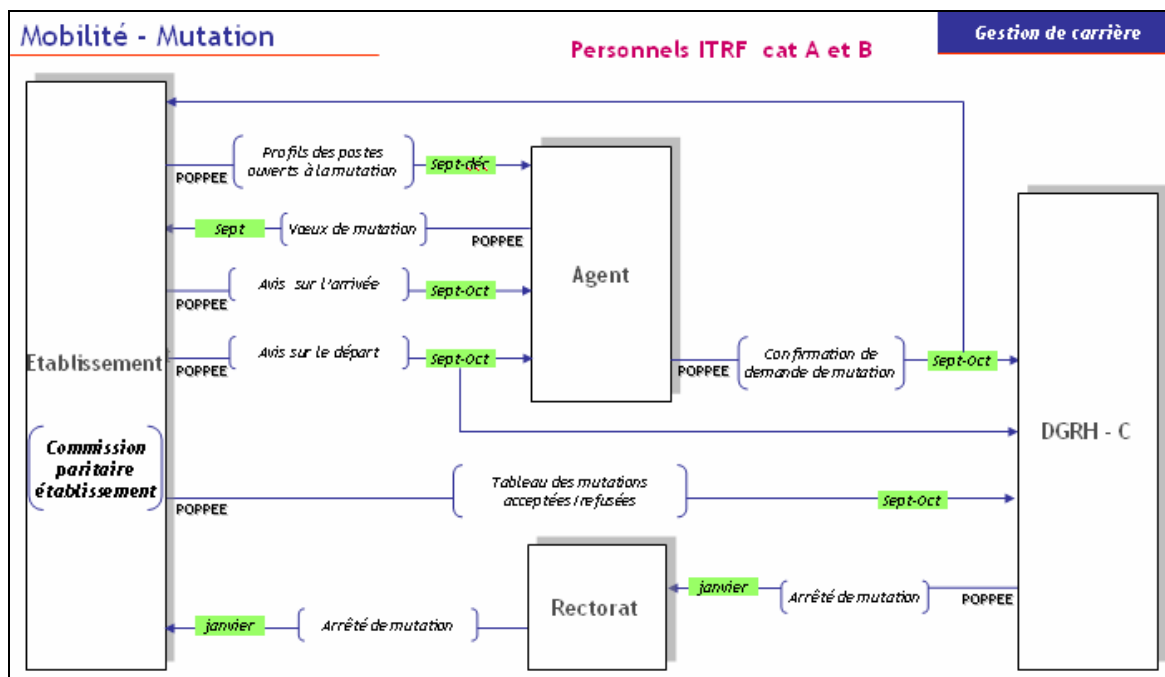 Mobilité - Mutation
Personnels ITRF cat A et B
Gestion de carrière
Profils des postes
ouverts à la mutation
Sept-déc
POPPEE
Sept
Vœux de mutation
POPPEE
Agent
Avis sur l'arrivée
Sept-Oct
POPPEE
Avis sur le départ
Sept-Oct
Etablissement
POPPEE
POPPEE
Confirmation de
demande de mutation
Sept-Oct
DGRH - C
Commission
paritaire
établissement
Tableau des mutations
acceptées/refusées
Sept-Oct
POPPEE
janvier
Arrêté de mutation
POPPEE
Rectorat
janvier
Arrêté de mutation